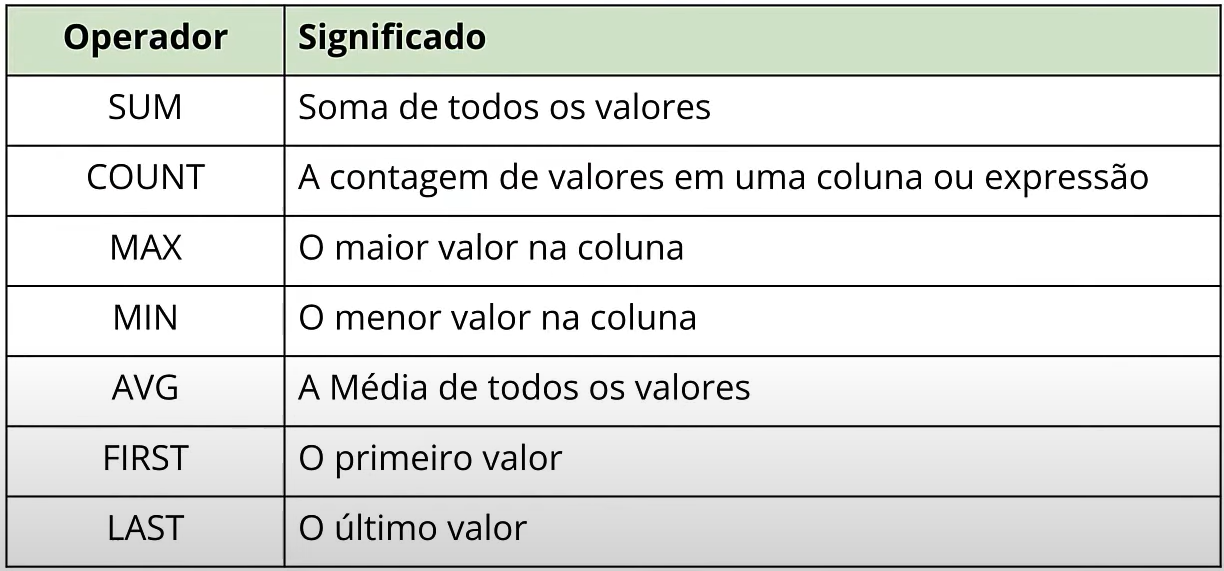 Operador Significado
SUM Soma de todos os valores
COUNT A contagem de valores em uma coluna ou expressão
MAX O maior valor na coluna
MIN O menor valor na coluna
AVG A Média de todos os valores
FIRST O primeiro valor
LAST O último valor